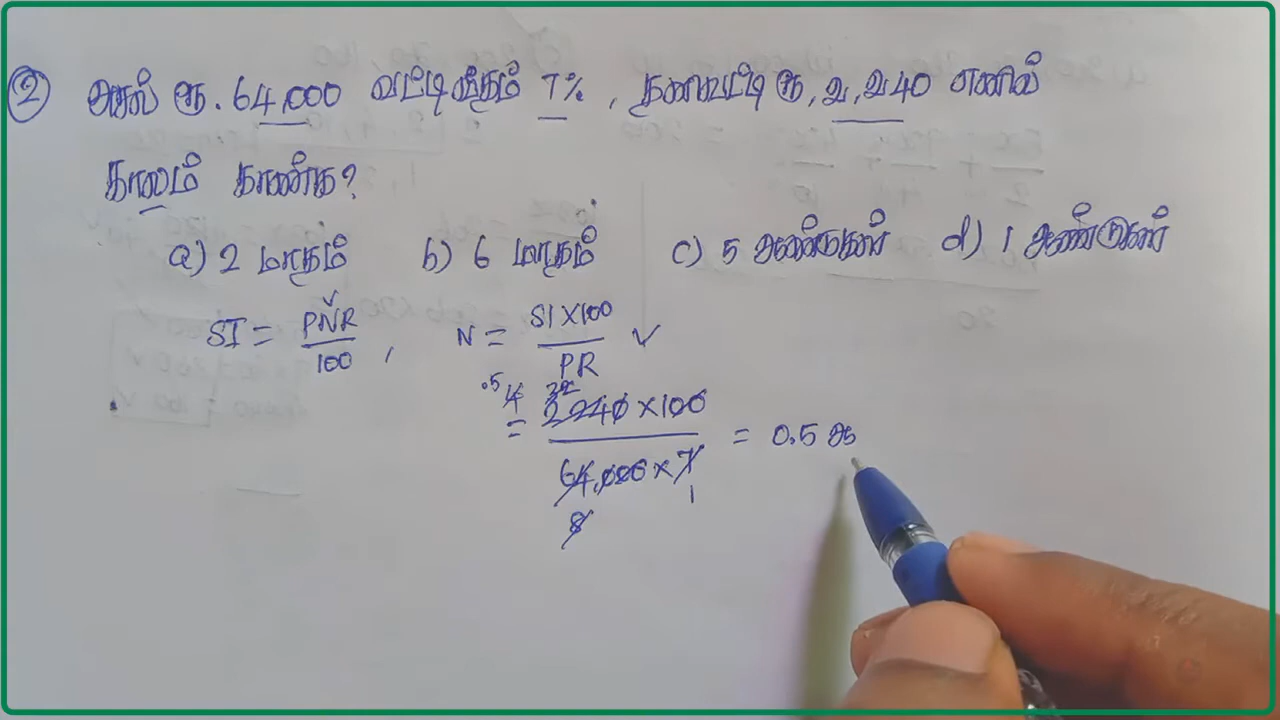 ② அசல் ரூ. 64,000 வட்டி வீதம் 7%, தனிவட்டி ரூ, 2,240 எனில்
காலம் காண்க?
a) 2 மாதம் b) 6 மாதம் c) 5 ஆண்டுகள் d) 1 ஆண்டுகள்
SI = PNR/100 , N = SI×100/PR ✓
= 2240×100/64,000×7 = 0.5 ஆ